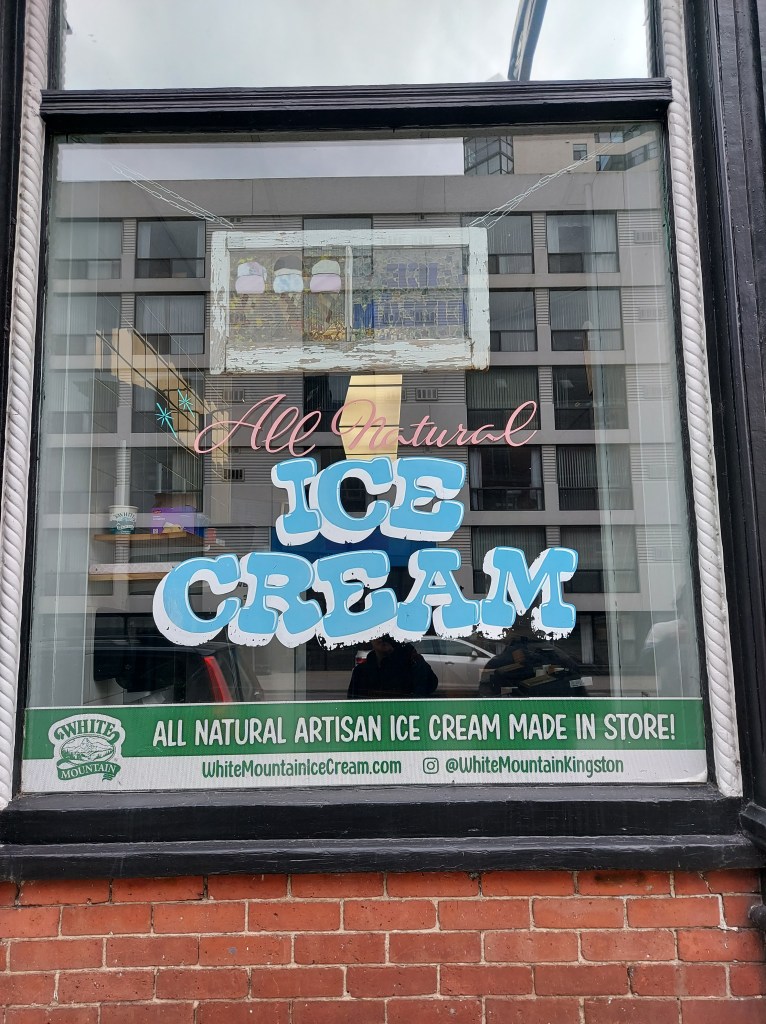 All Natural
ICE
CREAM
WHITE
MOUNTAIN
ALL NATURAL ARTISAN ICE CREAM MADE IN STORE!
WhiteMountainIceCream.com @WhiteMountainKingston